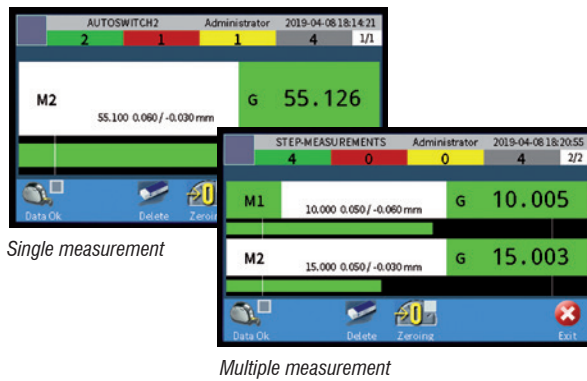 AUTOSWITCH2 Administrator 2019-04-08 18:14:21
2 1 1 4 1/1
M2 55.100 0.060 / -0.030 mm G 55.126
Data Ok Delete Zeroing
Single measurement
STEP-MEASUREMENTS Administrator 2019-04-08 18:20:55
4 0 0 4 2/2
M1 10.000 0.050 / -0.060 mm G 10.005
M2 15.000 0.050 / -0.030 mm G 15.003
Data Ok Delete Zeroing Exit
Multiple measurement